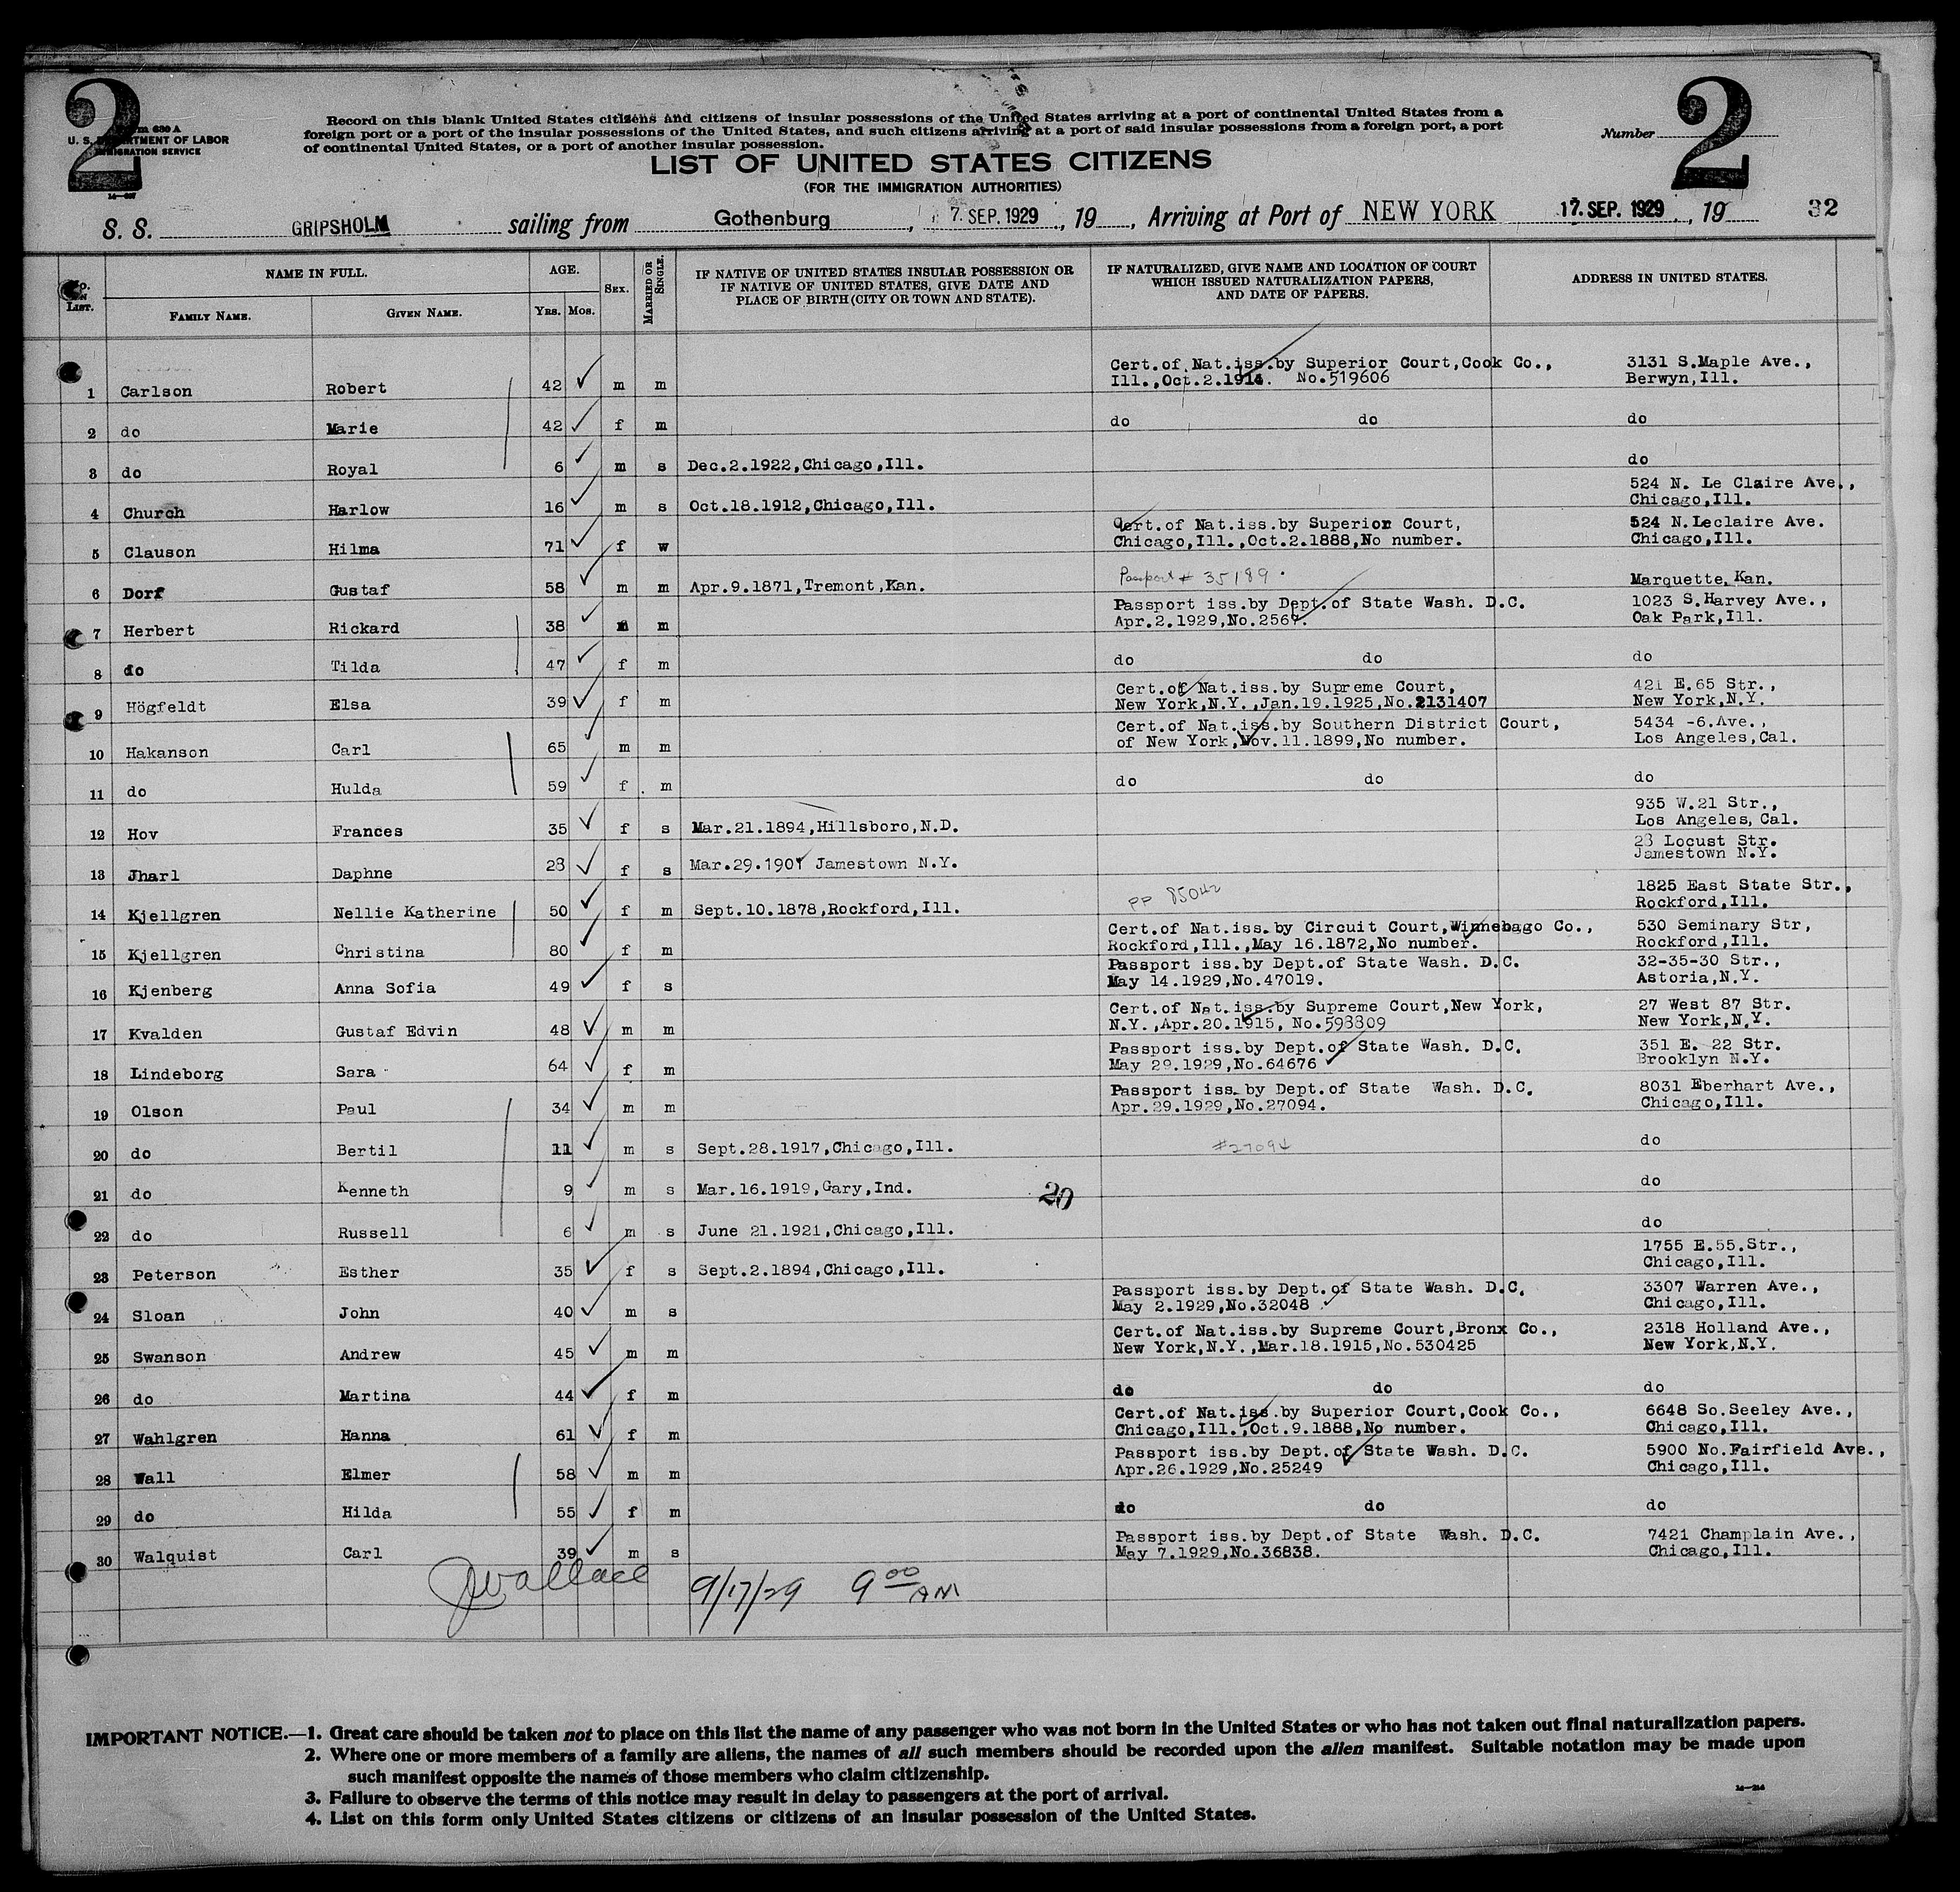 2
2
Form 630 A
U. S. DEPARTMENT OF LABOR
IMMIGRATION SERVICE
Record on this blank United States citizens and citizens of insular possessions of the United States arriving at a port of continental United States from a
foreign port or a port of the insular possessions of the United States, and such citizens arriving at a port of said insular possessions from a foreign port, a port
of continental United States, or a port of another insular possession.
Number
LIST OF UNITED STATES CITIZENS
(FOR THE IMMIGRATION AUTHORITIES)
S. S. GRIPSHOLM sailing from Gothenburg, 7. SEP. 1929, 19, Arriving at Port of NEW YORK 17. SEP. 1929, 19 32
No. on List. NAME IN FULL. AGE. SEX. MARRIED OR SINGLE. IF NATIVE OF UNITED STATES INSULAR POSSESSION OR IF NATIVE OF UNITED STATES, GIVE DATE AND PLACE OF BIRTH (CITY OR TOWN AND STATE). IF NATURALIZED, GIVE NAME AND LOCATION OF COURT WHICH ISSUED NATURALIZATION PAPERS, AND DATE OF PAPERS. ADDRESS IN UNITED STATES.
FAMILY NAME. GIVEN NAME. YRS. MOS.
Cert.of Nat.iss.by Superior Court,Cook Co., 3131 S.Maple Ave.,
1 Carlson Robert 42 m m Ill.,Oct.2.1914. No.519606 Berwyn,Ill.
2 do Marie 42 f m do do do
3 do Royal 6 m s Dec.2.1922,Chicago,Ill. do
524 N. Le Claire Ave.,
4 Church Harlow 16 m s Oct.18.1912,Chicago,Ill. Chicago,Ill.
Cert.of Nat.iss.by Superior Court, 524 N.Leclaire Ave.
5 Clauson Hilma 71 f w Chicago,Ill.,Oct.2.1888,No number. Chicago,Ill.
6 Dorf Gustaf 58 m m Apr.9.1871,Tremont,Kan. Passport # 35189 Marquette,Kan.
Passport iss.by Dept.of State Wash. D.C. 1023 S.Harvey Ave.,
7 Herbert Rickard 38 m m Apr.2.1929,No.2567. Oak Park,Ill.
8 do Tilda 47 f m do do do
Cert.of Nat.iss.by Supreme Court, 421 E.65 Str.,
9 Högfeldt Elsa 39 f m New York,N.Y.,Jan.19.1925,No.2131407 New York,N.Y.
Cert.of Nat.iss.by Southern District Court, 5434 -6.Ave.,
10 Hakanson Carl 65 m m of New York,Nov.11.1899,No number. Los Angeles,Cal.
11 do Hulda 59 f m do do do
935 W.21 Str.,
12 Hov Frances 35 f s Mar.21.1894,Hillsboro,N.D. Los Angeles, Cal.
28 Locust Str.
13 Jharl Daphne 28 f s Mar.29.1901 Jamestown N.Y. Jamestown N.Y.
1825 East State Str.,
14 Kjellgren Nellie Katherine 50 f m Sept.10.1878,Rockford,Ill. PP Rockford,Ill.
Cert.of Nat.iss.by Circuit Court,Winnebago Co., 530 Seminary Str,
15 Kjellgren Christina 80 f m Rockford,Ill.,May 16.1872,No number. Rockford,Ill.
Passport iss.by Dept.of State Wash. D.C. 32-35-30 Str.,
16 Kjenberg Anna Sofia 49 f s May 14.1929,No.47019. Astoria,N.Y.
Cert.of Nat.iss.by Supreme Court,New York, 27 West 87 Str.
17 Kvalden Gustaf Edvin 48 m m N.Y.,Apr.20.1915, No.593309 New York,N.Y.
Passport iss.by Dept.of State Wash. D.C. 351 E. 22 Str.
18 Lindeborg Sara 64 f m May 29.1929,No.64676 Brooklyn N.Y.
Passport iss.by Dept.of State Wash. D.C. 8031 Eberhart Ave.,
19 Olson Paul 34 m m Apr.29.1929,No.27094. Chicago,Ill.
20 do Bertil 11 m s Sept.28.1917,Chicago,Ill. #27094 do
21 do Kenneth 9 m s Mar.16.1919,Gary,Ind. 20 do
22 do Russell 6 m s June 21.1921,Chicago,Ill. do
1755 E.55.Str.,
23 Peterson Esther 35 f s Sept.2.1894,Chicago,Ill. Chicago,Ill.
Passport iss.by Dept.of State Wash. D.C. 3307 Warren Ave.,
24 Sloan John 40 m s May 2.1929,No.32048 Chicago,Ill.
Cert.of Nat.iss.by Supreme Court,Bronx Co., 2318 Holland Ave.,
25 Swanson Andrew 45 m m New York,N.Y.,Mar.18.1915,No.530425 New York,N.Y.
26 do Martina 44 f m do do do
Cert.of Nat.iss.by Superior Court,Cook Co., 6648 So.Seeley Ave.,
27 Wahlgren Hanna 61 f m Chicago,Ill.,Oct.9.1888,No number. Chicago,Ill.
Passport iss.by Dept.of State Wash. D.C. 5900 No.Fairfield Ave.,
28 Wall Elmer 58 m m Apr.26.1929,No.25249 Chicago,Ill.
29 do Hilda 55 f m do do do
Passport iss.by Dept.of State Wash. D.C. 7421 Champlain Ave.,
30 Walquist Carl 39 m s May 7.1929,No.36838. Chicago,Ill.
JWallace 9/17/29 9 00 AM
IMPORTANT NOTICE.—1. Great care should be taken not to place on this list the name of any passenger who was not born in the United States or who has not taken out final naturalization papers.
2. Where one or more members of a family are aliens, the names of all such members should be recorded upon the alien manifest. Suitable notation may be made upon
such manifest opposite the names of those members who claim citizenship.
3. Failure to observe the terms of this notice may result in delay to passengers at the port of arrival.
4. List on this form only United States citizens or citizens of an insular possession of the United States.